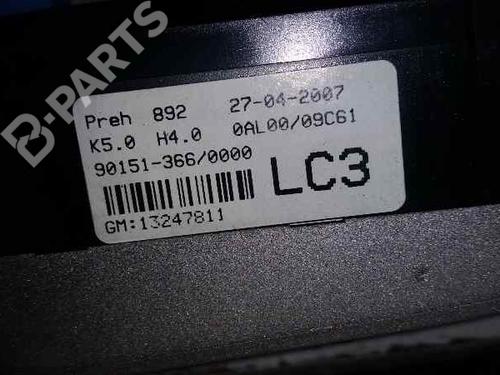 B-PARTS
Preh 892 27-04-2007
K5.0 H4.0 0AL00/09C61
90151-366/0000
LC3
GM:13247811